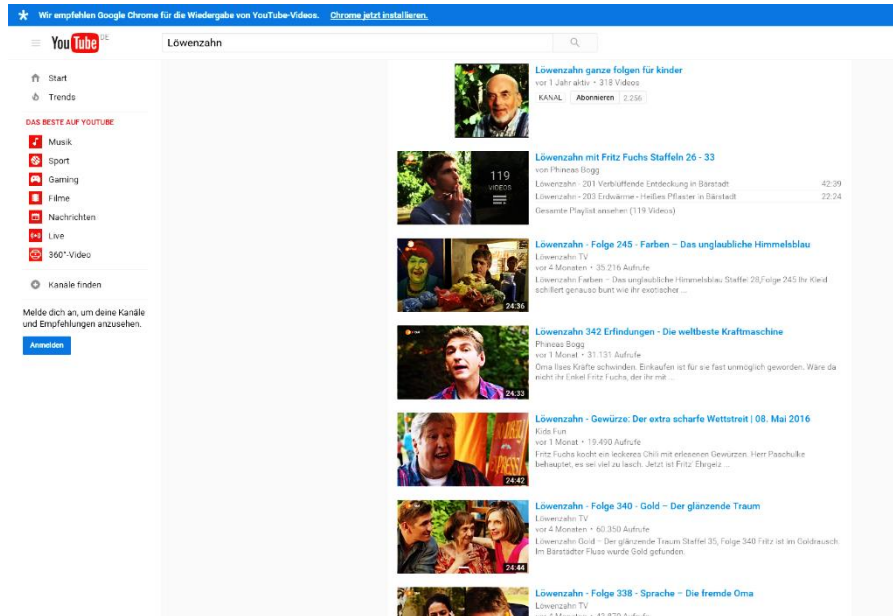 Wir empfehlen Google Chrome für die Wiedergabe von YouTube-Videos. Chrome jetzt installieren.
YouTube DE
Löwenzahn
Start
Trends
DAS BESTE AUF YOUTUBE
Musik
Sport
Gaming
Filme
Nachrichten
Live
360°-Video
Kanäle finden
Melde dich an, um deine Kanäle
und Empfehlungen anzusehen.
Anmelden
Löwenzahn ganze folgen für kinder
vor 1 Jahr aktiv • 318 Videos
KANAL Abonnieren 2.256
119
VIDEOS
Löwenzahn mit Fritz Fuchs Staffeln 26 - 33
von Phineas Bogg
Löwenzahn - 201 Verblüffende Entdeckung in Bärstadt 42:39
Löwenzahn - 203 Erdwärme - Heißes Pflaster in Bärstadt 22:24
Gesamte Playlist ansehen (119 Videos)
24:36
Löwenzahn - Folge 245 - Farben – Das unglaubliche Himmelsblau
Löwenzahn TV
vor 4 Monaten • 35.216 Aufrufe
Löwenzahn Farben – Das unglaubliche Himmelsblau Staffel 28,Folge 245 Ihr Kleid
schillert genauso bunt wie ihr exotischer ...
24:33
Löwenzahn 342 Erfindungen - Die weltbeste Kraftmaschine
Phineas Bogg
vor 1 Monat • 31.131 Aufrufe
Oma Ilses Kräfte schwinden. Einkaufen ist für sie fast unmöglich geworden. Wäre da
nicht ihr Enkel Fritz Fuchs, der ihr mit ...
24:42
Löwenzahn - Gewürze: Der extra scharfe Wettstreit | 08. Mai 2016
Kids Fun
vor 1 Monat • 19.490 Aufrufe
Fritz Fuchs kocht ein leckeres Chili mit erlesenen Gewürzen. Herr Paschulke
behauptet, es sei viel zu lasch. Jetzt ist Fritz' Ehrgeiz ...
24:44
Löwenzahn - Folge 340 - Gold – Der glänzende Traum
Löwenzahn TV
vor 4 Monaten • 60.350 Aufrufe
Löwenzahn Gold – Der glänzende Traum Staffel 35, Folge 340 Fritz ist im Goldrausch.
Im Bärstädter Fluss wurde Gold gefunden.
Löwenzahn - Folge 338 - Sprache – Die fremde Oma
Löwenzahn TV